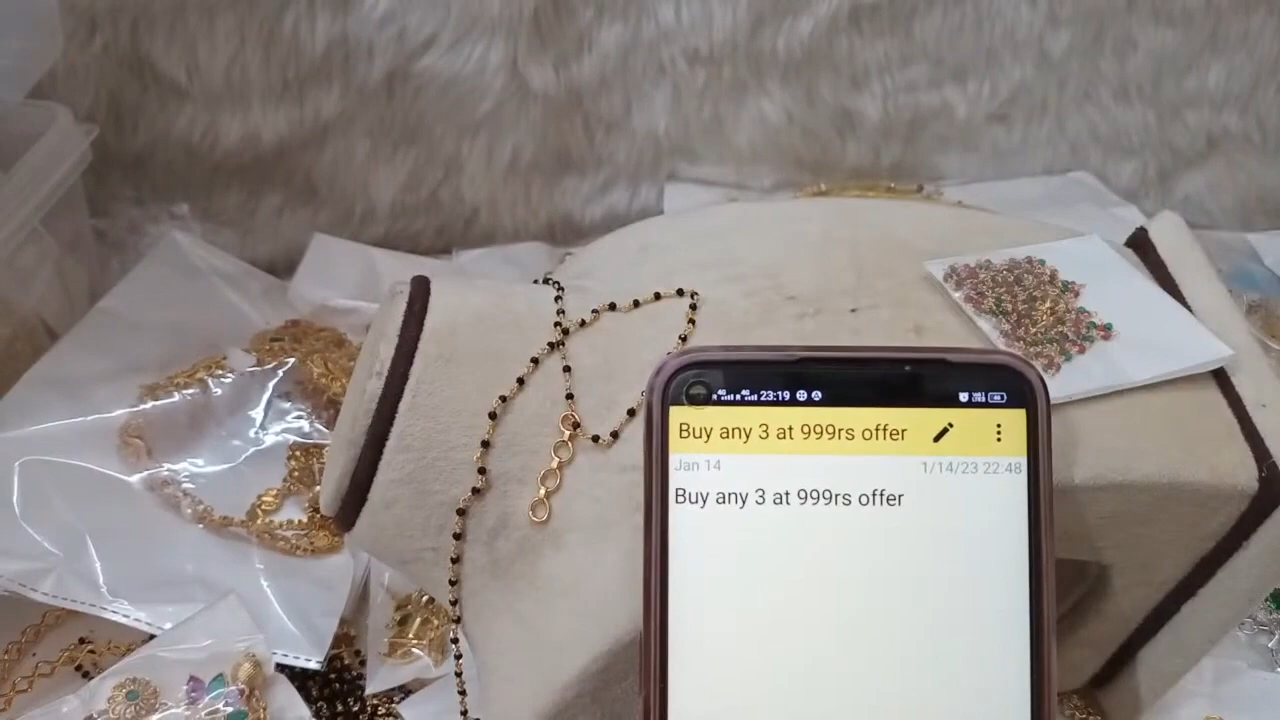 23:19
Buy any 3 at 999rs offer
Jan 14
1/14/23 22:48
Buy any 3 at 999rs offer